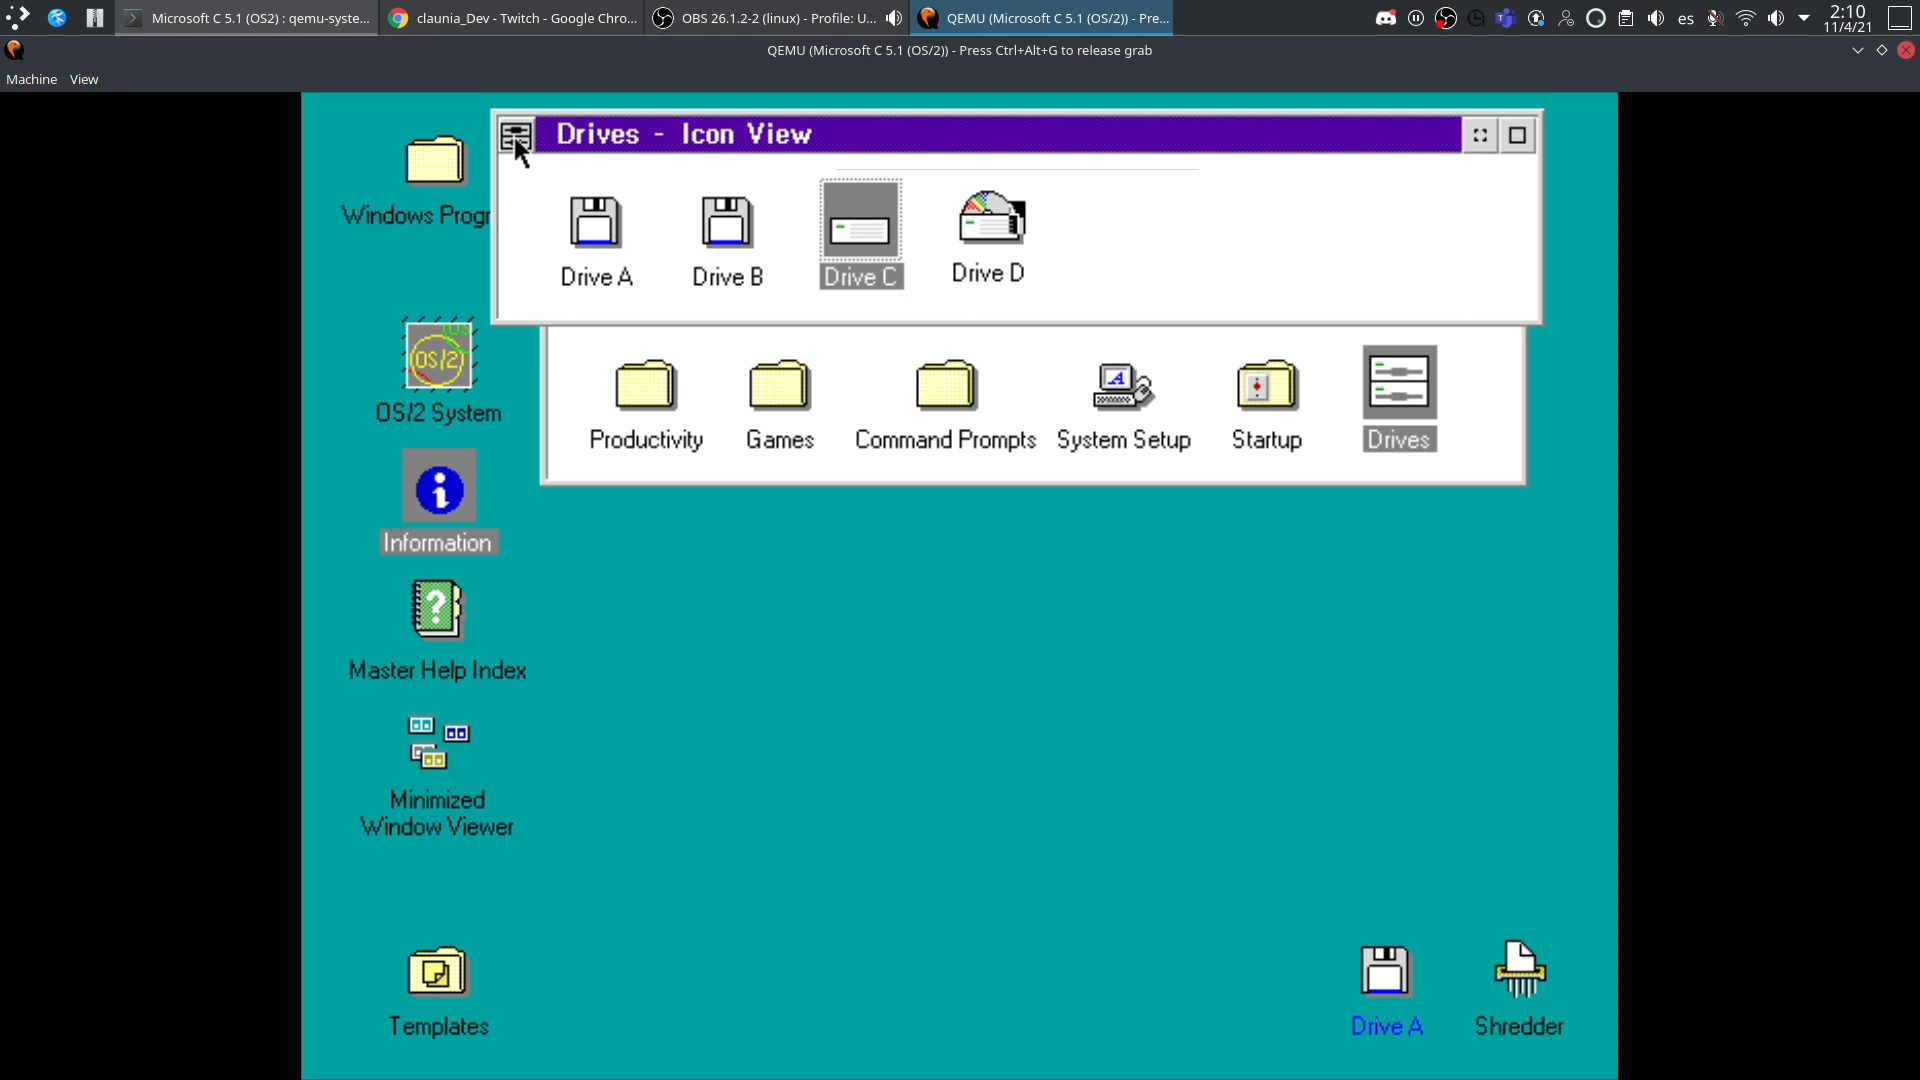 Microsoft C 5.1 (OS2) : qemu-syste...
claunia_Dev - Twitch - Google Chro...
OBS 26.1.2-2 (linux) - Profile: U...
QEMU (Microsoft C 5.1 (OS/2)) - Pre...
es
2:10
11/4/21
QEMU (Microsoft C 5.1 (OS/2)) - Press Ctrl+Alt+G to release grab
Machine View
Drives - Icon View
Windows Progr
Drive A
Drive B
Drive C
Drive D
OS/2
OS/2 System
Productivity
Games
Command Prompts
System Setup
Startup
Drives
Information
Master Help Index
Minimized
Window Viewer
Templates
Drive A
Shredder